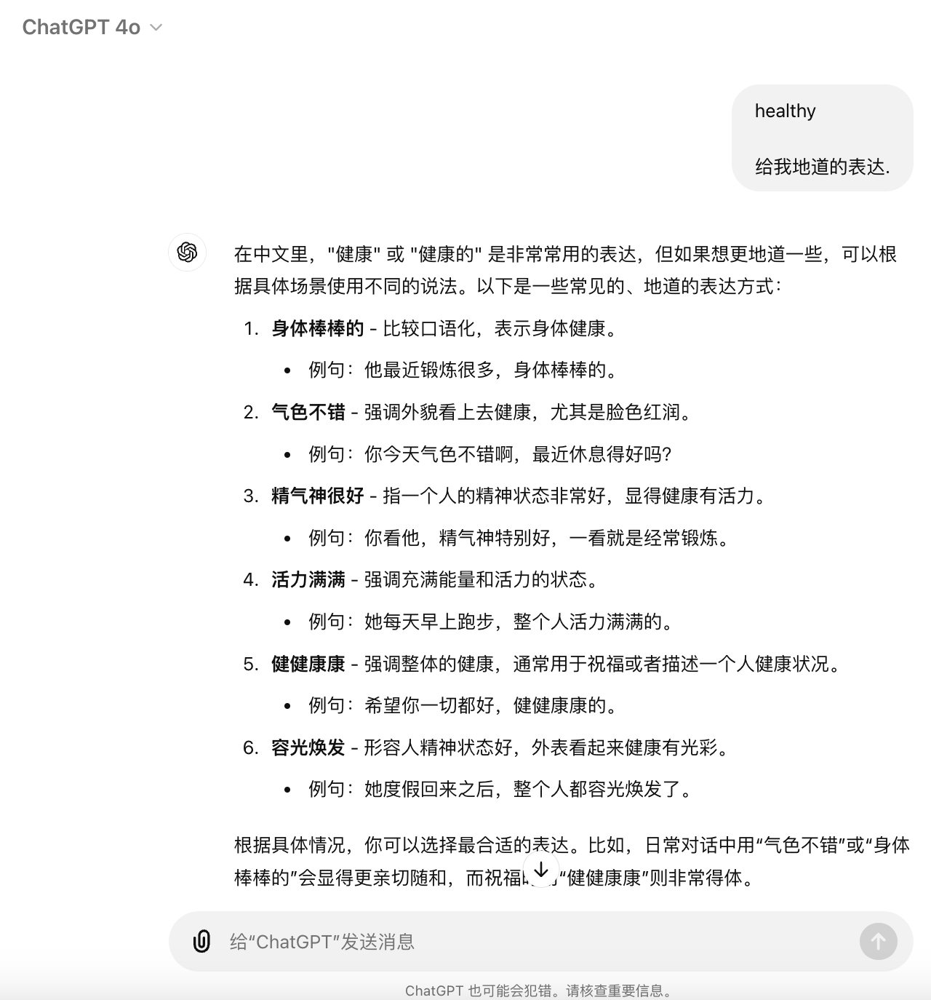 ChatGPT 4o
healthy
给我地道的表达.
在中文里，"健康" 或 "健康的" 是非常常用的表达，但如果想更地道一些，可以根
据具体场景使用不同的说法。以下是一些常见的、地道的表达方式：
1. 身体棒棒的 - 比较口语化，表示身体健康。
• 例句：他最近锻炼很多，身体棒棒的。
2. 气色不错 - 强调外貌看上去健康，尤其是脸色红润。
• 例句：你今天气色不错啊，最近休息得好吗？
3. 精气神很好 - 指一个人的精神状态非常好，显得健康有活力。
• 例句：你看他，精气神特别好，一看就是经常锻炼。
4. 活力满满 - 强调充满能量和活力的状态。
• 例句：她每天早上跑步，整个人活力满满的。
5. 健健康康 - 强调整体的健康，通常用于祝福或者描述一个人健康状况。
• 例句：希望你一切都好，健健康康的。
6. 容光焕发 - 形容人精神状态好，外表看起来健康有光彩。
• 例句：她度假回来之后，整个人都容光焕发了。
根据具体情况，你可以选择最合适的表达。比如，日常对话中用“气色不错”或“身体
棒棒的”会显得更亲切随和，而祝福“健健康康”则非常得体。
给“ChatGPT”发送消息
ChatGPT 也可能会犯错。请核查重要信息。